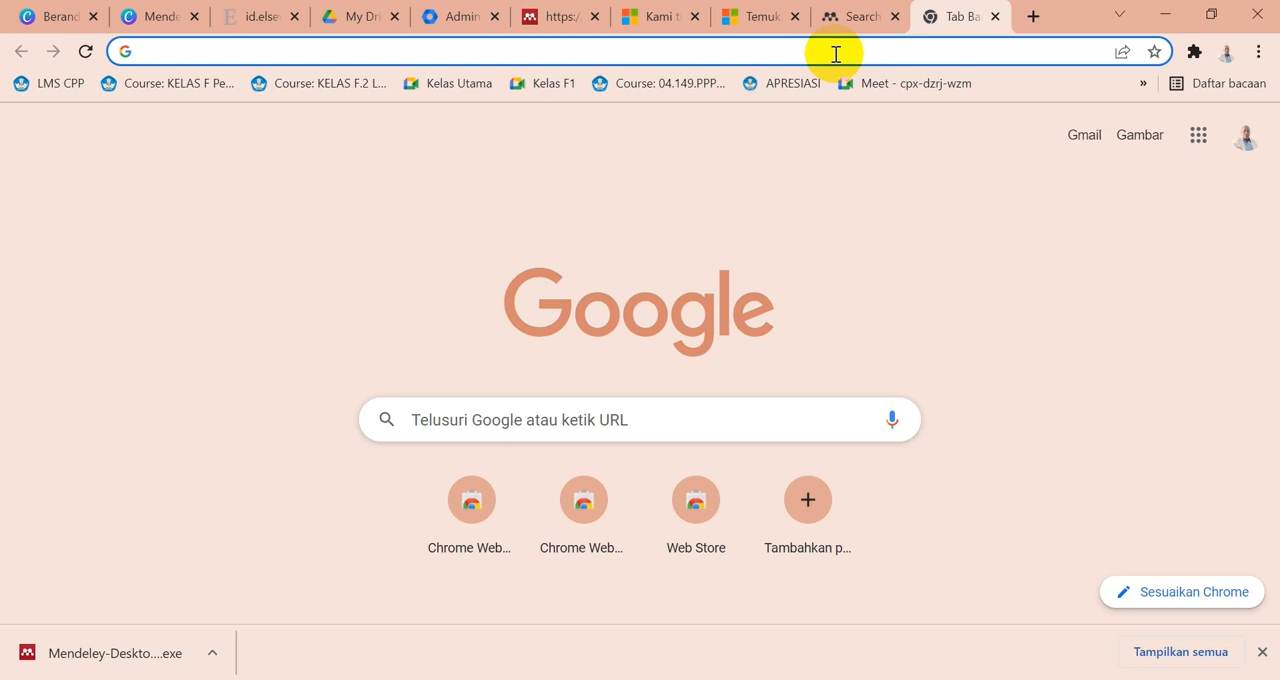 Berand
Mende
id.else
My Dri
Admin
https:/
Kami t
Temuk
Search
Tab Ba
LMS CPP
Course: KELAS F Pe...
Course: KELAS F.2 L...
Kelas Utama
Kelas F1
Course: 04.149.PPP...
APRESIASI
Meet - cpx-dzrj-wzm
»
Daftar bacaan
Gmail
Gambar
Google
Telusuri Google atau ketik URL
Chrome Web...
Chrome Web...
Web Store
Tambahkan p...
Sesuaikan Chrome
Mendeley-Deskto....exe
Tampilkan semua